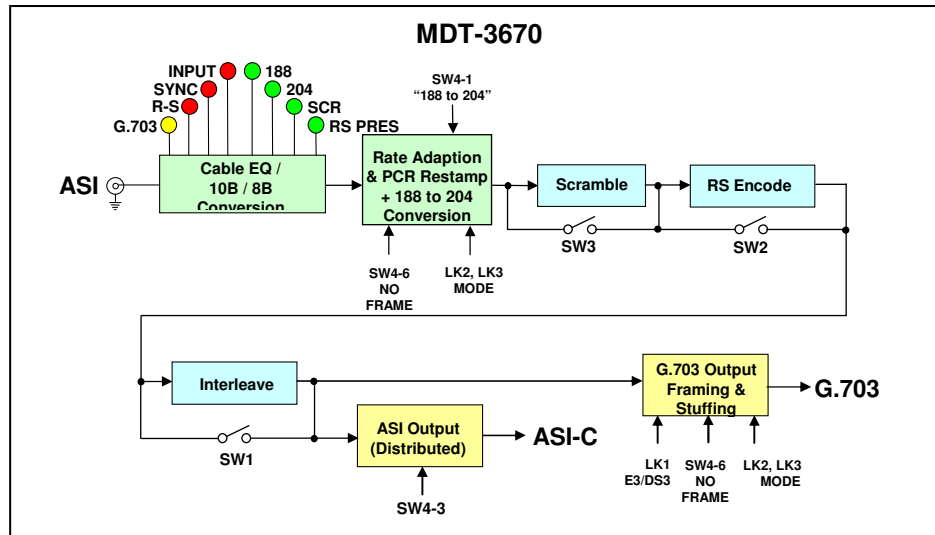 MDT-3670
INPUT
188
SYNC
204
R-S
SCR
G.703
RS PRES
SW4-1
“188 to 204”
ASI
Cable EQ /
10B / 8B
Conversion
Rate Adaption
& PCR Restamp
+ 188 to 204
Conversion
Scramble
RS Encode
SW3
SW2
SW4-6
NO
FRAME
LK2, LK3
MODE
Interleave
G.703 Output
Framing &
Stuffing
G.703
ASI Output
(Distributed)
ASI-C
SW1
LK1
E3/DS3
SW4-6
NO
FRAME
LK2, LK3
MODE
SW4-3